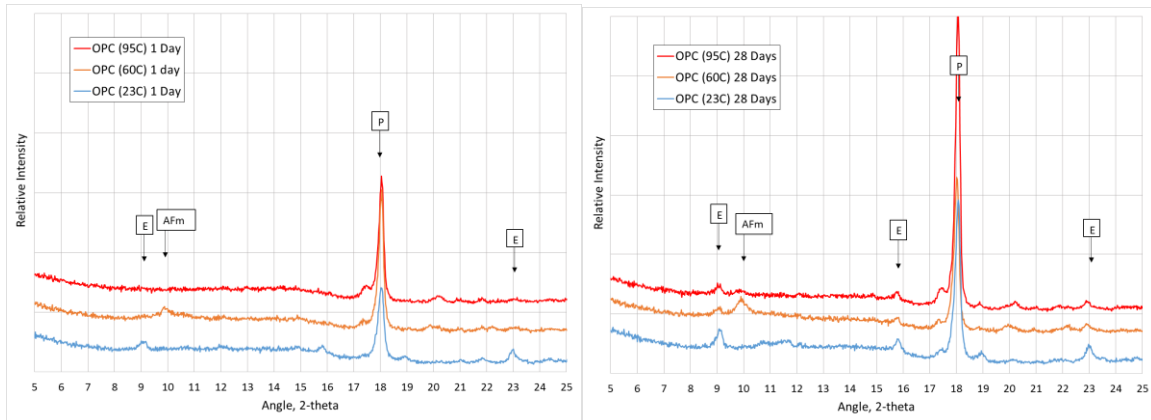 OPC (95C) 1 Day
OPC (60C) 1 day
OPC (23C) 1 Day
P
E
AFm
E
Relative Intensity
5 6 7 8 9 10 11 12 13 14 15 16 17 18 19 20 21 22 23 24 25
Angle, 2-theta
OPC (95C) 28 Days
OPC (60C) 28 Days
OPC (23C) 28 Days
P
E
AFm
E
E
Relative Intensity
5 6 7 8 9 10 11 12 13 14 15 16 17 18 19 20 21 22 23 24 25
Angle, 2-theta